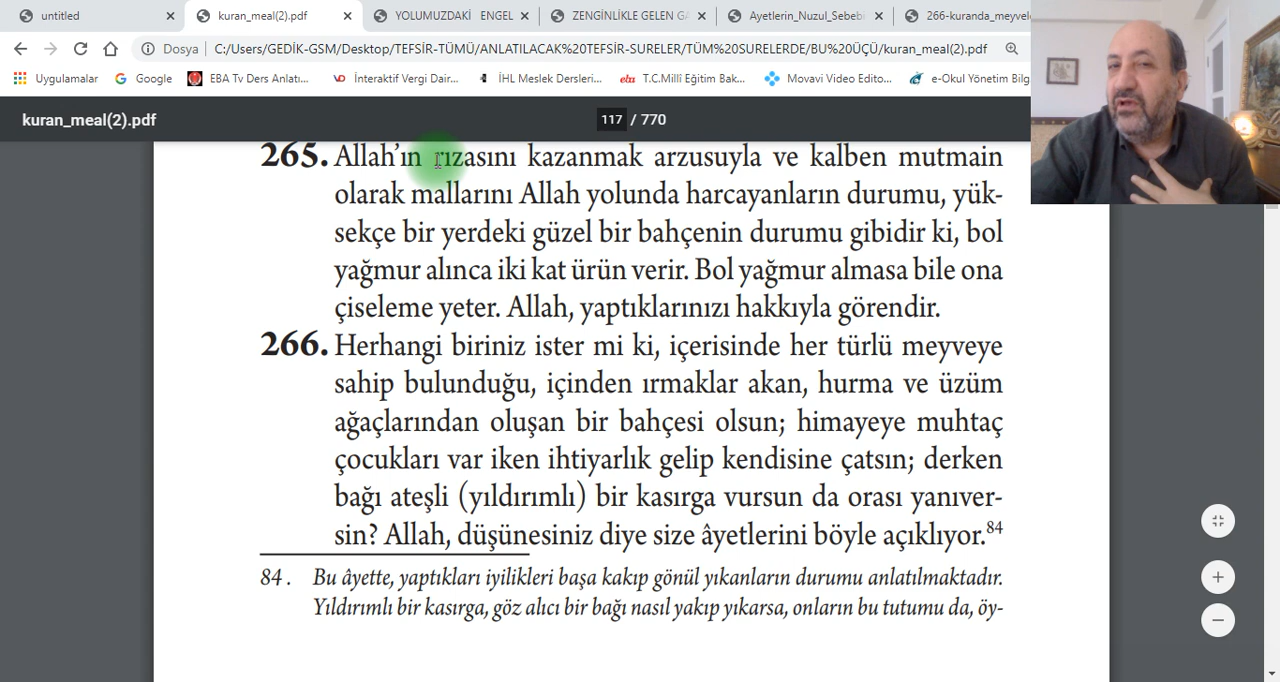 untitled
kuran_meal(2).pdf
YOLUMUZDAKİ ENGEL
ZENGİNLİKLE GELEN GA
Ayetlerin_Nuzul_Sebebi
266-kuranda_meyvele
Dosya
C:/Users/GEDİK-GSM/Desktop/TEFSİR-TÜMÜ/ANLATILACAK%20TEFSİR-SURELER/TÜM%20SURELERDE/BU%20ÜÇÜ/kuran_meal(2).pdf
Uygulamalar
Google
EBA Tv Ders Anlatı...
İnteraktif Vergi Dair...
İHL Meslek Dersleri...
T.C.Millî Eğitim Bak...
Movavi Video Edito...
e-Okul Yönetim Bilg
kuran_meal(2).pdf
117 / 770
265. Allah’ın rızasını kazanmak arzusuyla ve kalben mutmain
olarak mallarını Allah yolunda harcayanların durumu, yük-
sekçe bir yerdeki güzel bir bahçenin durumu gibidir ki, bol
yağmur alınca iki kat ürün verir. Bol yağmur almasa bile ona
çiseleme yeter. Allah, yaptıklarınızı hakkıyla görendir.
266. Herhangi biriniz ister mi ki, içerisinde her türlü meyveye
sahip bulunduğu, içinden ırmaklar akan, hurma ve üzüm
ağaçlarından oluşan bir bahçesi olsun; himayeye muhtaç
çocukları var iken ihtiyarlık gelip kendisine çatsın; derken
bağı ateşli (yıldırımlı) bir kasırga vursun da orası yanıver-
sin? Allah, düşünesiniz diye size âyetlerini böyle açıklıyor.84
84. Bu âyette, yaptıkları iyilikleri başa kakıp gönül yıkanların durumu anlatılmaktadır.
Yıldırımlı bir kasırga, göz alıcı bir bağı nasıl yakıp yıkarsa, onların bu tutumu da, öy-